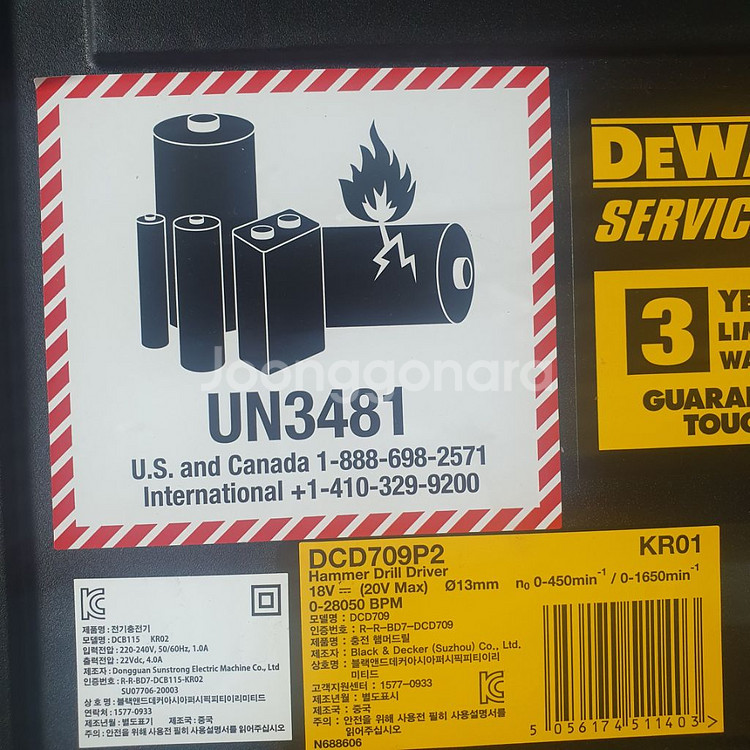 UN3481
U.S. and Canada 1-888-698-2571
International +1-410-329-9200
Joonggonara
DEWA
SERVIC
3
YE
LIA
WA
GUARAN
TOUG
DCD709P2 KR01
Hammer Drill Driver
18V (20V Max) Ø13mm n₀ 0-450min⁻¹ / 0-1650min⁻¹
0-28050 BPM
모델명 : DCD709
인증번호 : R-R-BD7-DCD709
제품명 : 충전 햄머드릴
제조자 : Black & Decker (Suzhou) Co., Ltd.
상호명 : 블랙앤드데커아시아퍼시픽피티이리
미티드
고객지원센터 : 1577-0933
제조년월 : 별도표시
제조국 : 중국
주의 : 안전을 위해 사용전 필히 사용설명서를
읽어주십시오
N688606
5 056174 511403 >
제품명 : 전기충전기
모델명 : DCB115 KR02
입력전압 : 220-240V, 50/60Hz, 1.0A
출력전압 : 22Vdc, 4.0A
제조자 : Dongguan Sunstrong Electric Machine Co., Ltd
인증번호 : R-R-BD7-DCB115-KR02
SU07706-20003
상 호 명 : 블랙앤드데커아시아퍼시픽피티이리미티드
연락처 : 1577-0933
제조년월 : 별도표시 제조국 : 중국
주의 : 안전을 위해 사용전 필히 사용설명서를 읽어주십시오